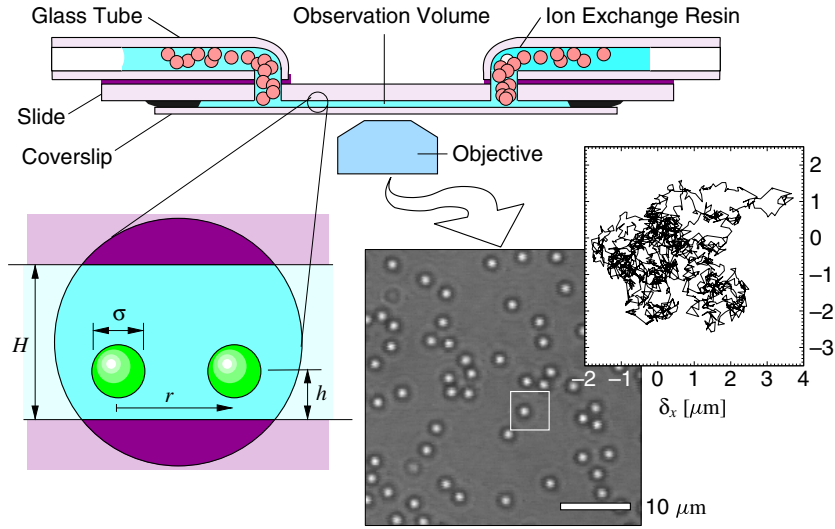 Glass Tube
Observation Volume
Ion Exchange Resin
Slide
Coverslip
Objective
σ
H
r
h
10 μm
2
1
0
−1
−2
−3
−2 −1 0 1 2 3 4
δx [μm]